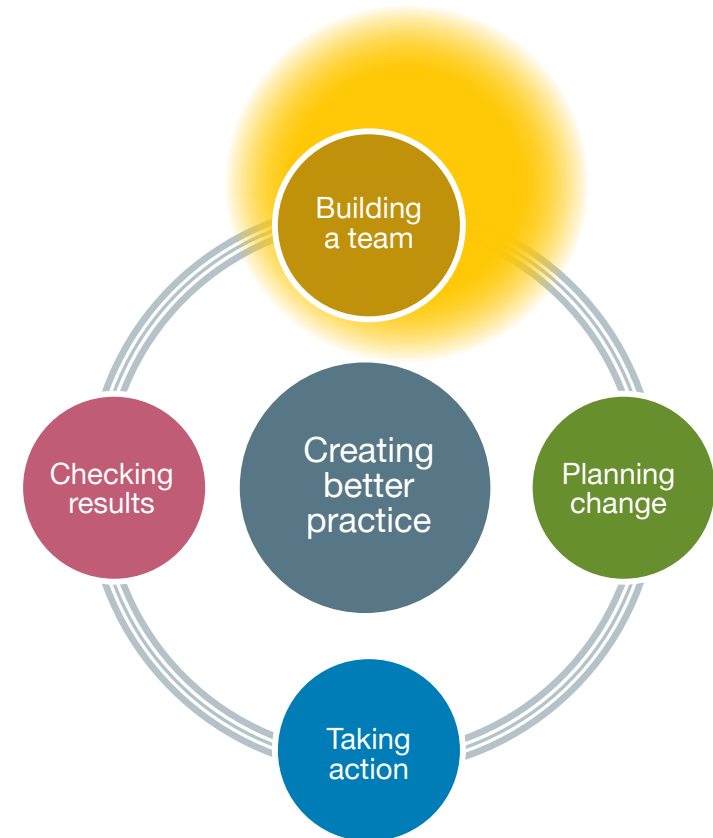 Building
a team
Checking
results
Creating
better
practice
Planning
change
Taking
action